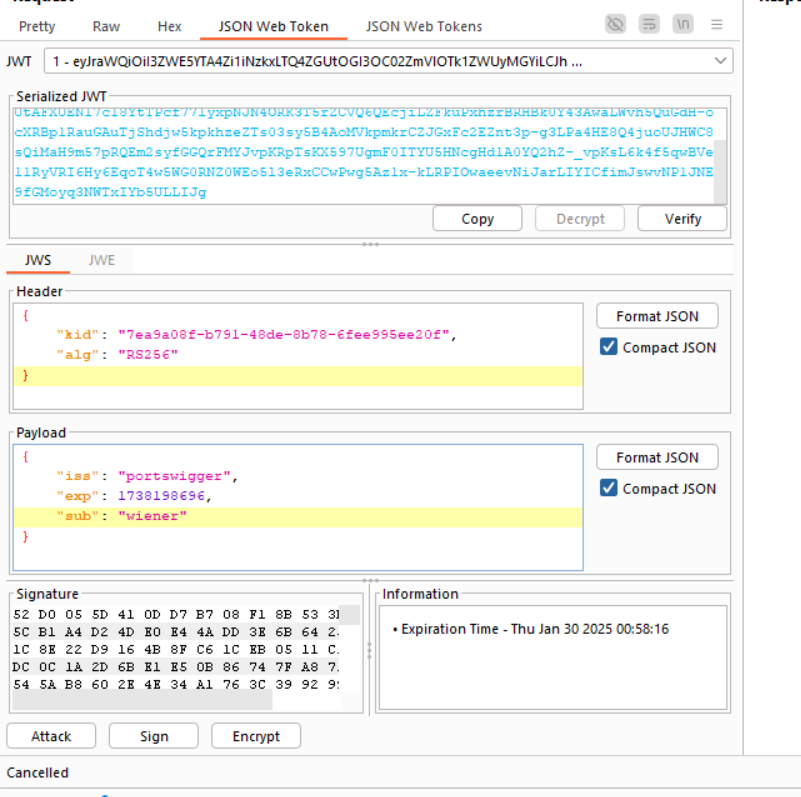 Pretty Raw Hex JSON Web Token JSON Web Tokens \n
JWT 1 - eyJraWQiOiI3ZWE5YTA4Zi1iNzkxLTQ4ZGUtOGI3OC02ZmVlOTk1ZWUyMGYiLCJh ...
Serialized JWT
cXRBplRauGAuTjShdjw5kpkhzeZTs03sy5B4AoMVkpmkrCZJGxFc2EZnt3p-g3LPa4HE8Q4juoUJHWC8
sQiMaH9m57pRQEm2syfGGQrFMYJvpKRpTsKX597UgmF0ITYU5HNcgHdlA0YQ2hZ-_vpKsL6k4f5qwBVe
llRyVRI6Hy6EqoT4w5WG0RNZ0WEo5l3eRxCCwPwg5Azlx-kLRPIOwaeevNiJarLIYICfimJswvNPlJNE
9fGMoyq3NWTxIYb5ULLIJg
Copy Decrypt Verify
JWS JWE
Header
{
"kid": "7ea9a08f-b791-48de-8b78-6fee995ee20f",
"alg": "RS256"
}
Format JSON
Compact JSON
Payload
{
"iss": "portswigger",
"exp": 1738198696,
"sub": "wiener"
}
Format JSON
Compact JSON
Signature
52 D0 05 5D 41 0D D7 B7 08 F1 8B 53
5C B1 A4 D2 4D E0 E4 4A DD 3E 6B 64
1C 8E 22 D9 16 4B 8F C6 1C EB 05 11
DC 0C 1A 2D 6B E1 E5 0B 86 74 7F A8
54 5A B8 60 2E 4E 34 A1 76 3C 39 92
Information
• Expiration Time - Thu Jan 30 2025 00:58:16
Attack Sign Encrypt
Cancelled